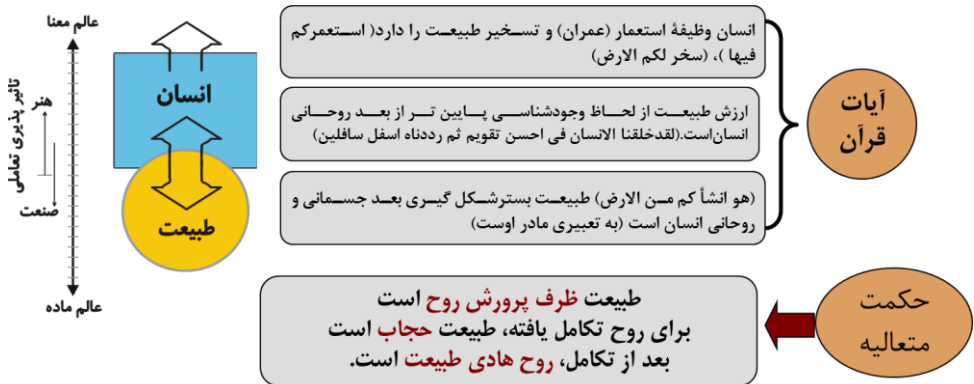 آیات
قرآن
انسان وظیفهٔ استعمار (عمران) و تسخیر طبیعت را دارد( استعمرکم
فیها )، (سخر لکم الارض)
ارزش طبیعت از لحاظ وجودشناسی پایین تر از بعد روحانی
انسان‌است.(لقدخلقنا الانسان فی احسن تقویم ثم رددناه اسفل سافلین)
(هو انشأ کم من الارض) طبیعت بسترشکل گیری بعد جسمانی و
روحانی انسان است (به تعبیری مادر اوست)
حکمت
متعالیه
طبیعت ظرف پرورش روح است
برای روح تکامل یافته، طبیعت حجاب است
بعد از تکامل، روح هادی طبیعت است.
انسان
طبیعت
عالم معنا
تاثیر پذیری تعاملی
هنر
صنعت
عالم ماده